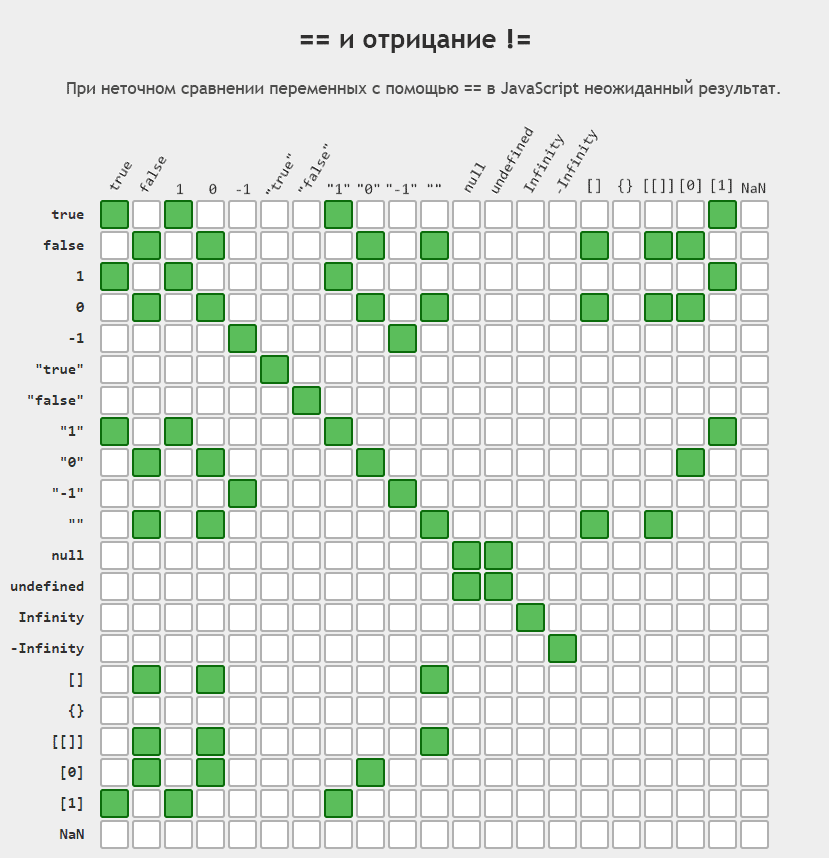 == и отрицание !=
При неточном сравнении переменных с помощью == в JavaScript неожиданный результат.
true false 1 0 -1 "true" "false" "1" "0" "-1" "" null undefined Infinity -Infinity [] {} [[]] [0] [1] NaN
true
false
1
0
-1
"true"
"false"
"1"
"0"
"-1"
""
null
undefined
Infinity
-Infinity
[]
{}
[[]]
[0]
[1]
NaN